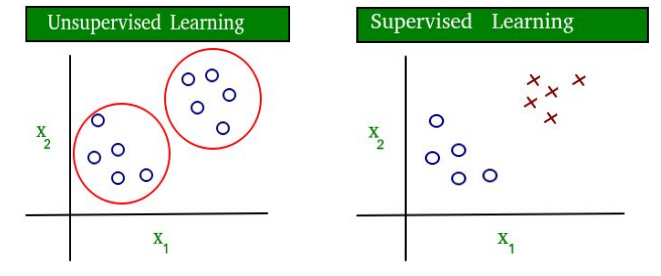 Unsupervised Learning
X2
X1
Supervised Learning
X2
X1